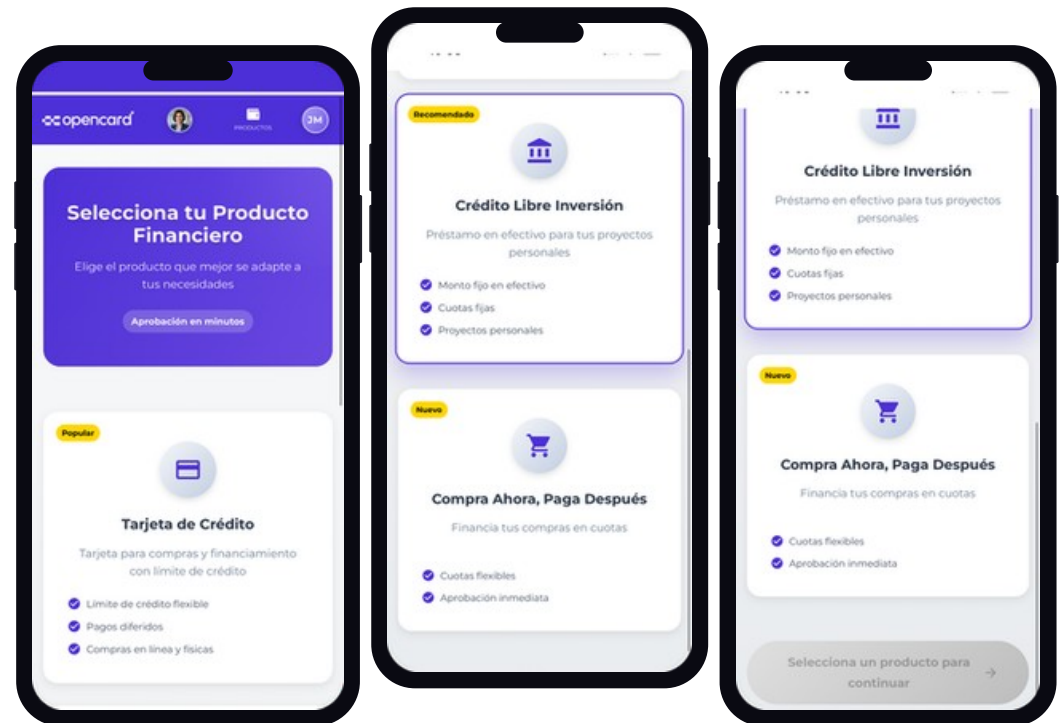 opencard
PRODUCTOS
JM
Selecciona tu Producto
Financiero
Elige el producto que mejor se adapte a
tus necesidades
Aprobación en minutos
Popular
Tarjeta de Crédito
Tarjeta para compras y financiamiento
con límite de crédito
Límite de crédito flexible
Pagos diferidos
Compras en línea y físicas
Recomendado
Crédito Libre Inversión
Préstamo en efectivo para tus proyectos
personales
Monto fijo en efectivo
Cuotas fijas
Proyectos personales
Nuevo
Compra Ahora, Paga Después
Financia tus compras en cuotas
Cuotas flexibles
Aprobación inmediata
Crédito Libre Inversión
Préstamo en efectivo para tus proyectos
personales
Monto fijo en efectivo
Cuotas fijas
Proyectos personales
Nuevo
Compra Ahora, Paga Después
Financia tus compras en cuotas
Cuotas flexibles
Aprobación inmediata
Selecciona un producto para
continuar